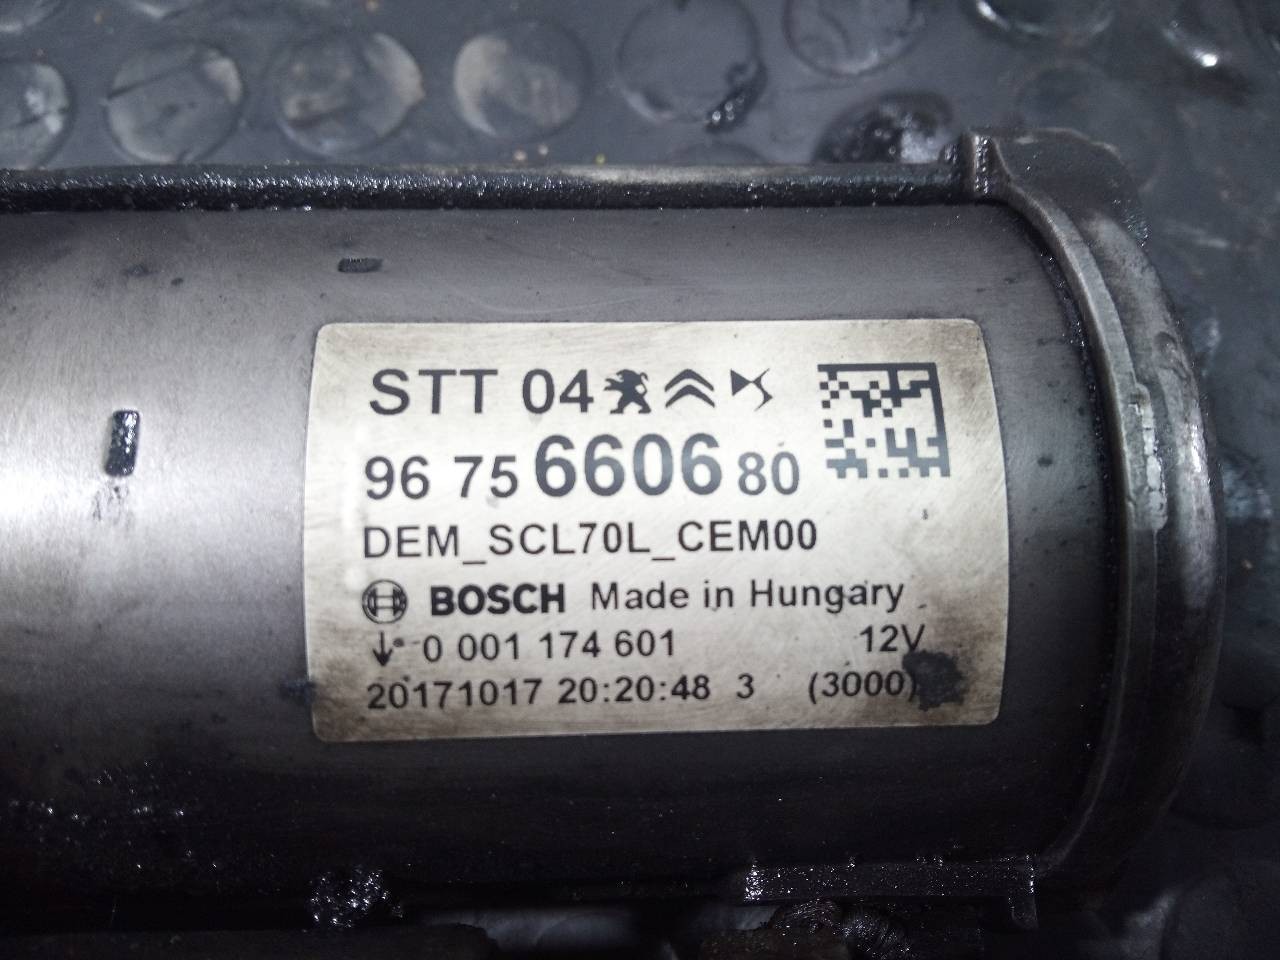 STT 04
96 75 6606 80
DEM_SCL70L_CEM00
BOSCH Made in Hungary
0 001 174 601 12V
20171017 20:20:48 3 (3000)